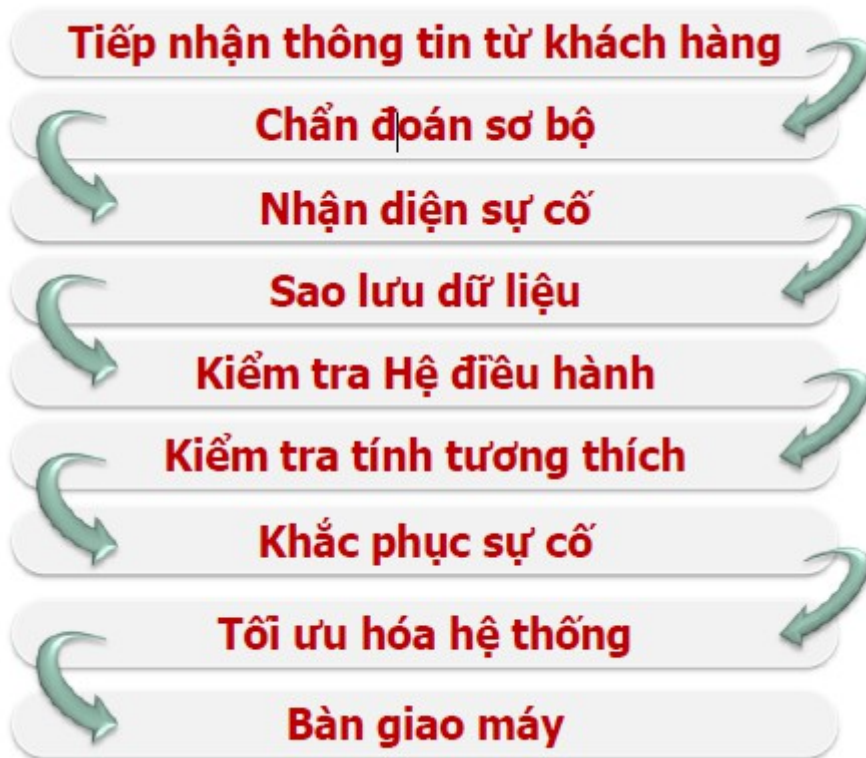 Tiếp nhận thông tin từ khách hàng
Chẩn đoán sơ bộ
Nhận diện sự cố
Sao lưu dữ liệu
Kiểm tra Hệ điều hành
Kiểm tra tính tương thích
Khắc phục sự cố
Tối ưu hóa hệ thống
Bàn giao máy